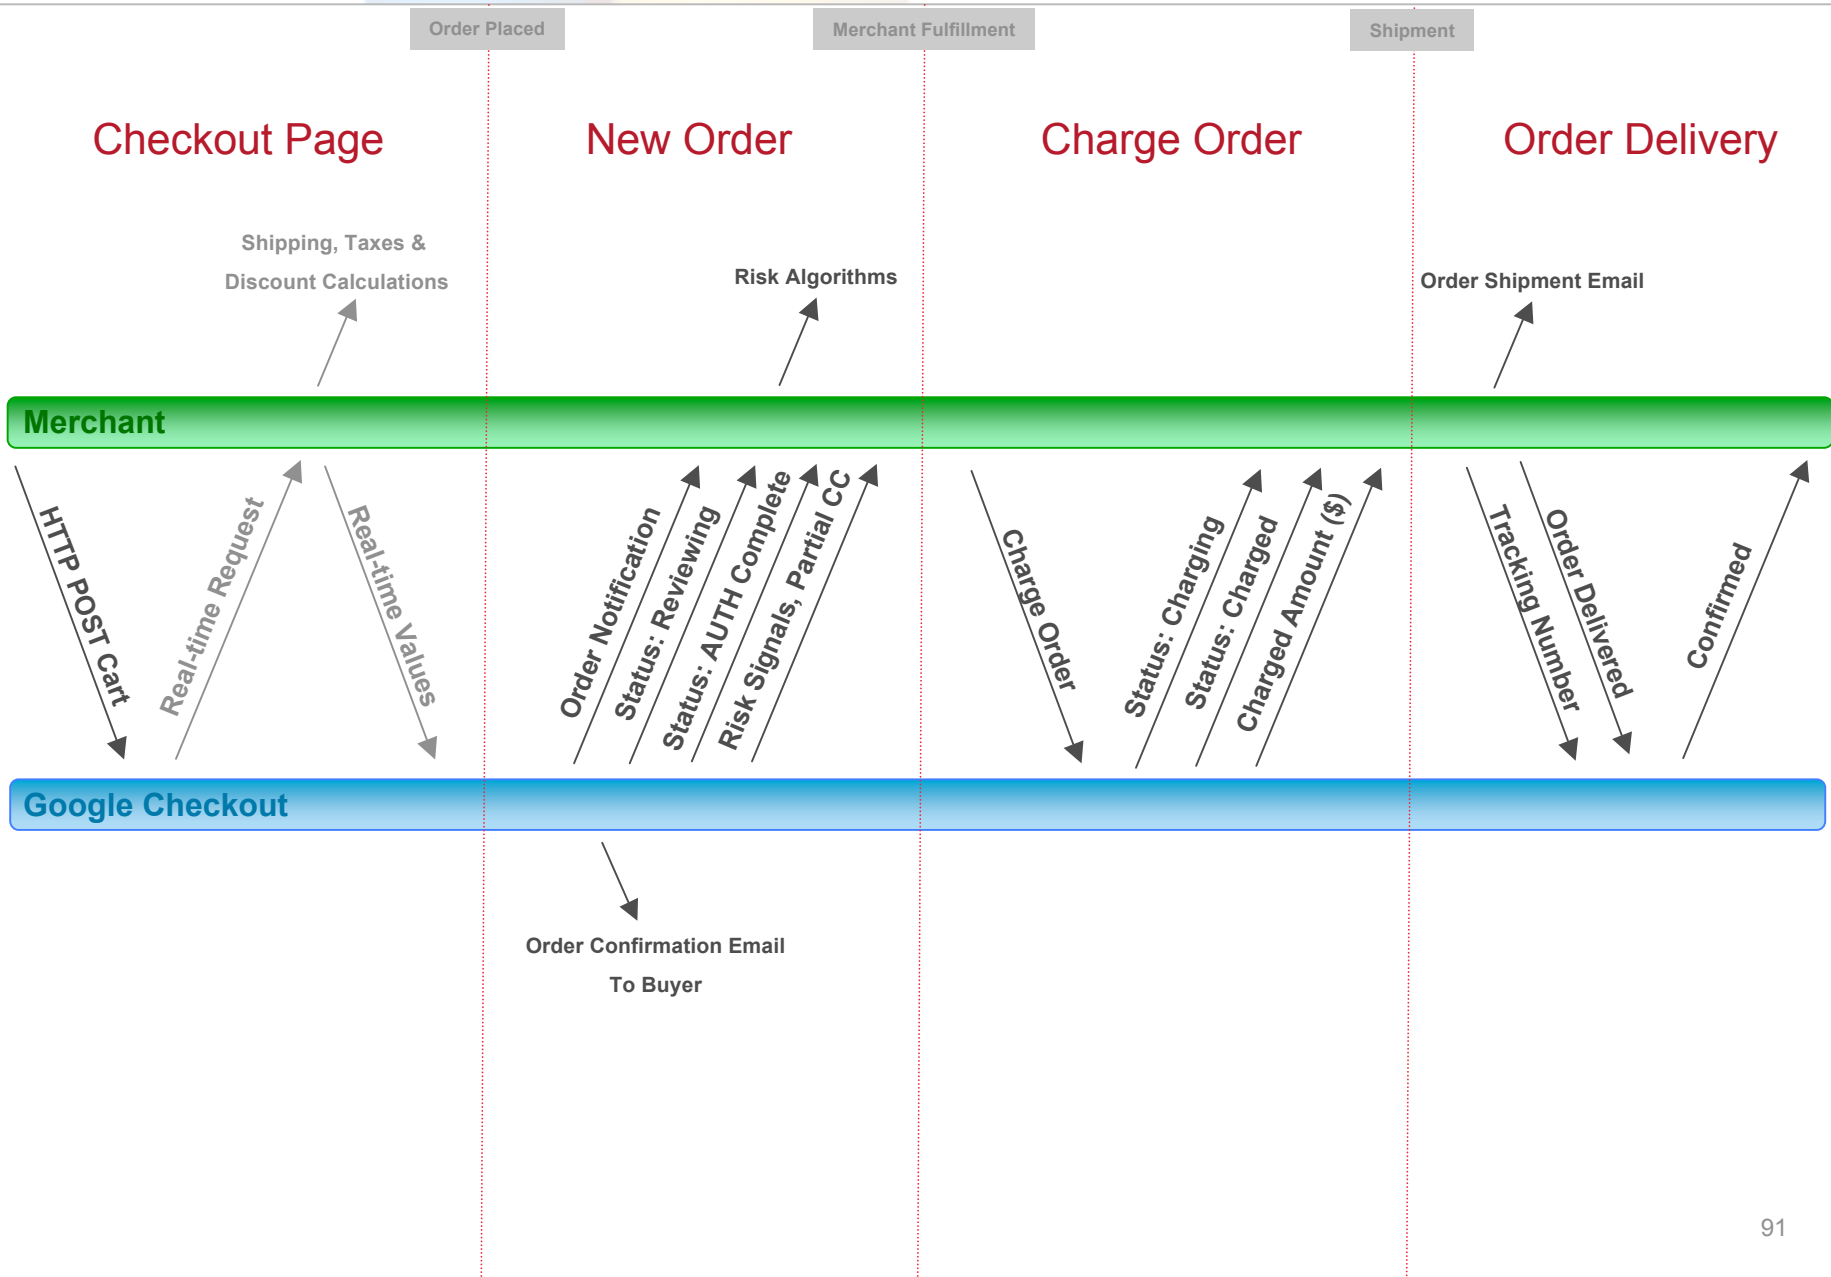 Order Placed
Merchant Fulfillment
Shipment
Checkout Page
New Order
Charge Order
Order Delivery
Shipping, Taxes &
Discount Calculations
Risk Algorithms
Order Shipment Email
Merchant
HTTP POST Cart
Real-time Request
Real-time Values
Order Notification
Status: Reviewing
Status: AUTH Complete
Risk Signals, Partial CC
Charge Order
Status: Charging
Status: Charged
Charged Amount ($)
Tracking Number
Order Delivered
Confirmed
Google Checkout
Order Confirmation Email
To Buyer
91